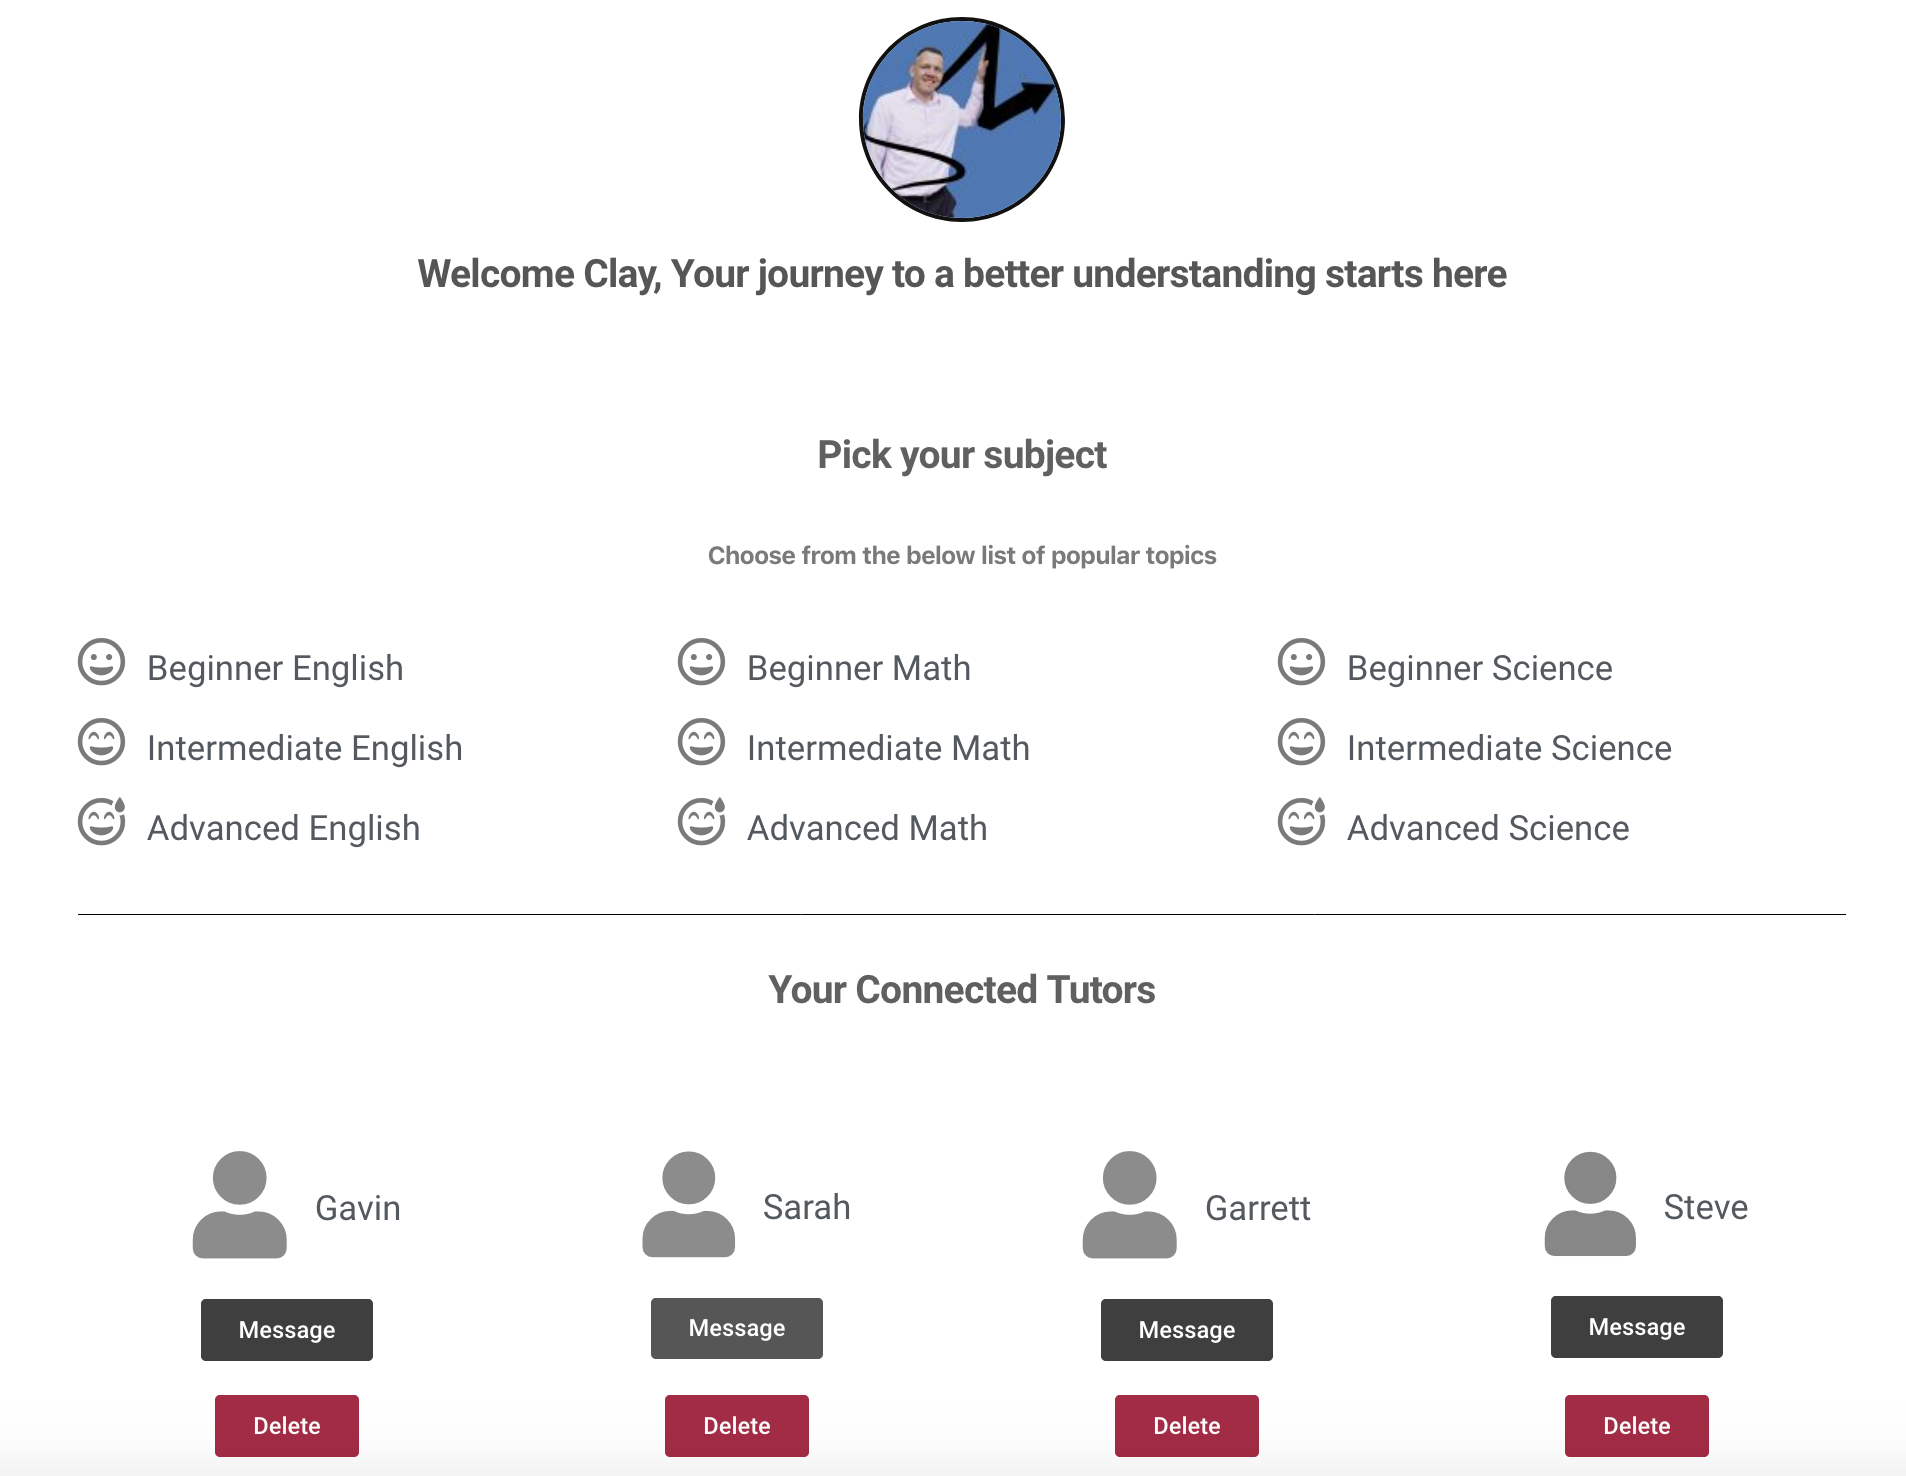 Welcome Clay, Your journey to a better understanding starts here
Pick your subject
Choose from the below list of popular topics
Beginner English
Intermediate English
Advanced English
Beginner Math
Intermediate Math
Advanced Math
Beginner Science
Intermediate Science
Advanced Science
Your Connected Tutors
Gavin
Message
Delete
Sarah
Message
Delete
Garrett
Message
Delete
Steve
Message
Delete